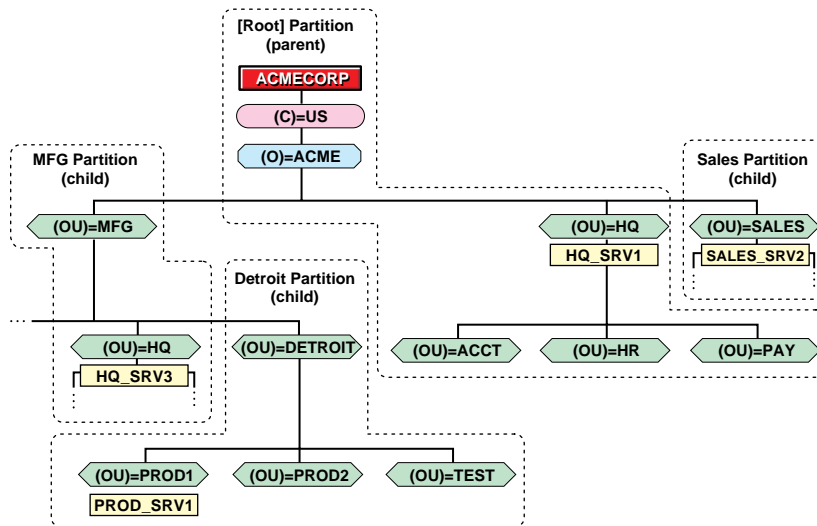 [Root] Partition
(parent)
ACMECORP
(C)=US
(O)=ACME
MFG Partition
(child)
Sales Partition
(child)
(OU)=MFG
(OU)=HQ
(OU)=SALES
HQ_SRV1
SALES_SRV2
Detroit Partition
(child)
(OU)=HQ
(OU)=DETROIT
(OU)=ACCT
(OU)=HR
(OU)=PAY
HQ_SRV3
(OU)=PROD1
(OU)=PROD2
(OU)=TEST
PROD_SRV1